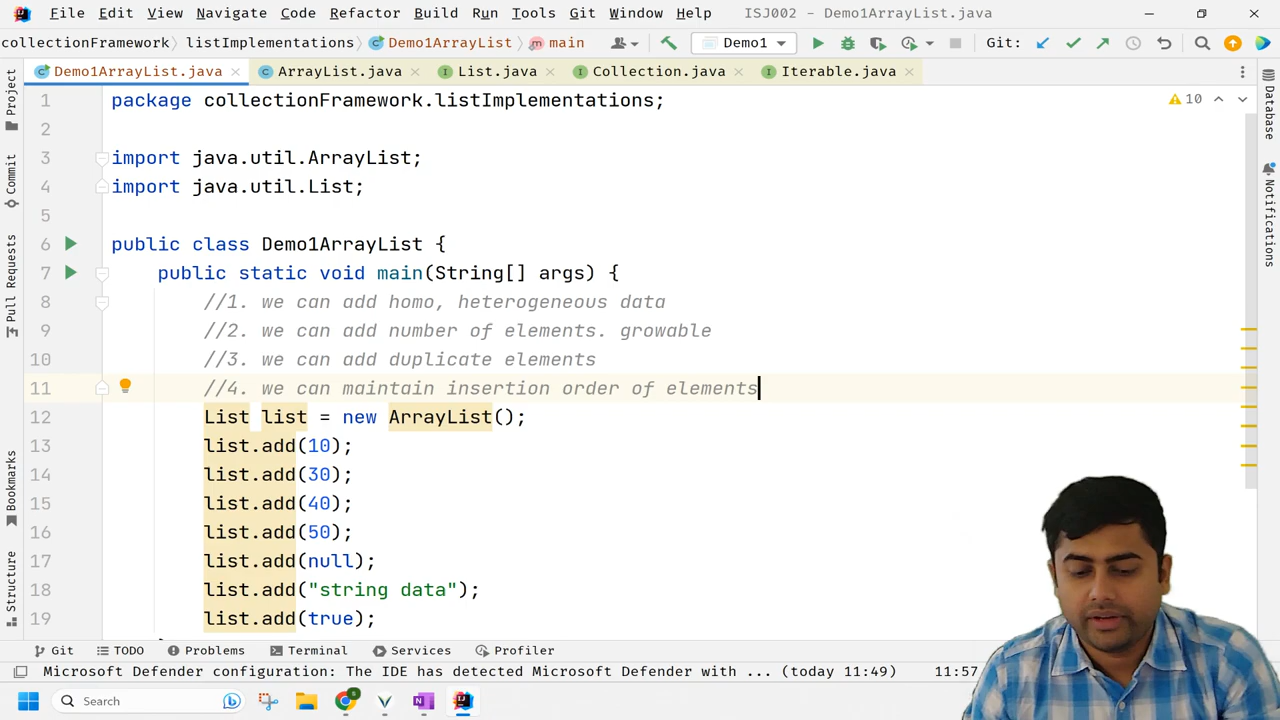 File Edit View Navigate Code Refactor Build Run Tools Git Window Help ISJ002 - Demo1ArrayList.java
collectionFramework listImplementations Demo1ArrayList main Demo1 Git:
Demo1ArrayList.java ArrayList.java List.java Collection.java Iterable.java
Project
Commit
Pull Requests
Bookmarks
Structure
1 package collectionFramework.listImplementations;
10
2
3 import java.util.ArrayList;
4 import java.util.List;
5
6 public class Demo1ArrayList {
7 public static void main(String[] args) {
8 //1. we can add homo, heterogeneous data
9 //2. we can add number of elements. growable
10 //3. we can add duplicate elements
11 //4. we can maintain insertion order of elements
12 List list = new ArrayList();
13 list.add(10);
14 list.add(30);
15 list.add(40);
16 list.add(50);
17 list.add(null);
18 list.add("string data");
19 list.add(true);
Database
Notifications
Git TODO Problems Terminal Services Profiler
Microsoft Defender configuration: The IDE has detected Microsoft Defender with ... (today 11:49) 11:57
Search